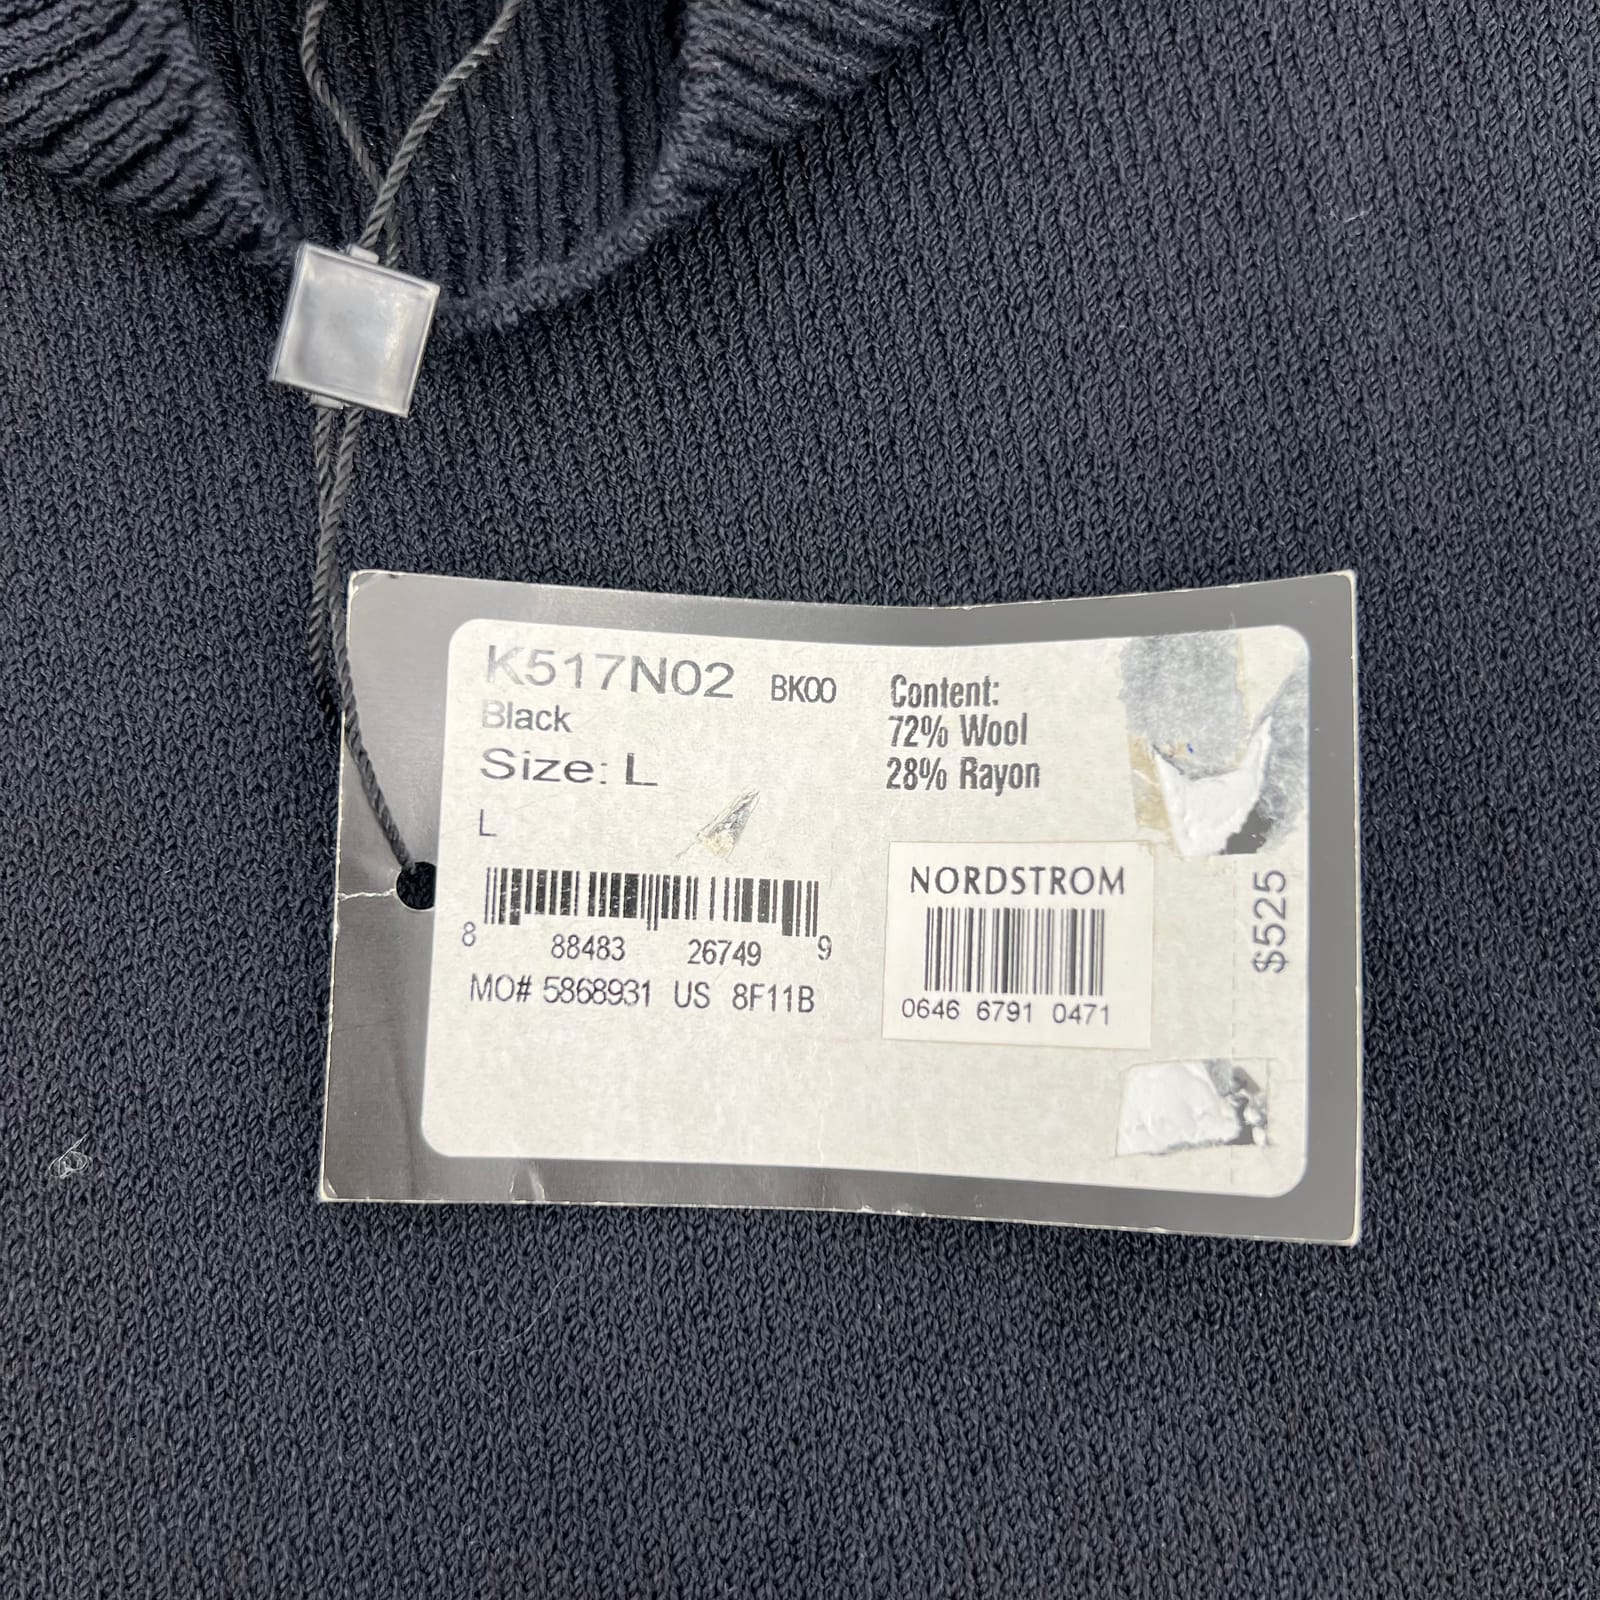 K517N02 BK00
Black
Size: L
L
8 88483 26749 9
MO# 5868931 US 8F11B
Content:
72% Wool
28% Rayon
NORDSTROM
0646 6791 0471
$525